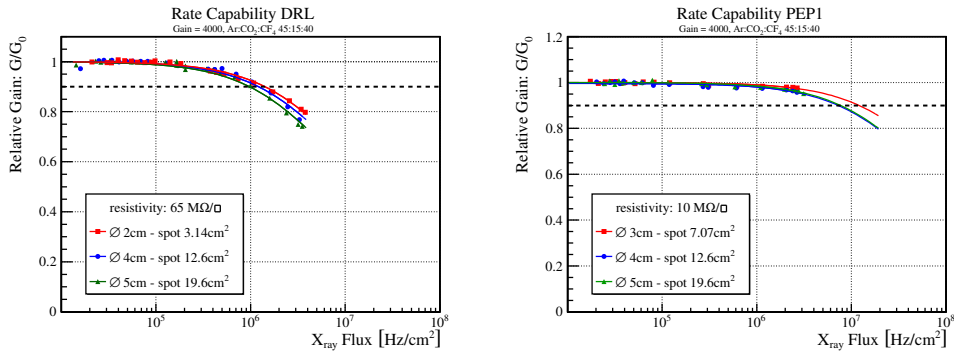 Rate Capability DRL
Gain = 4000, Ar:CO₂:CF₄ 45:15:40
Relative Gain: G/G₀
1
0.8
0.6
0.4
0.2
0
resistivity: 65 MΩ/□
∅ 2cm - spot 3.14cm²
∅ 4cm - spot 12.6cm²
∅ 5cm - spot 19.6cm²
10⁵
10⁶
10⁷
10⁸
X_ray Flux [Hz/cm²]
Rate Capability PEP1
Gain = 4000, Ar:CO₂:CF₄ 45:15:40
Relative Gain: G/G₀
1.2
1
0.8
0.6
0.4
0.2
0
resistivity: 10 MΩ/□
∅ 3cm - spot 7.07cm²
∅ 4cm - spot 12.6cm²
∅ 5cm - spot 19.6cm²
10⁵
10⁶
10⁷
10⁸
X_ray Flux [Hz/cm²]